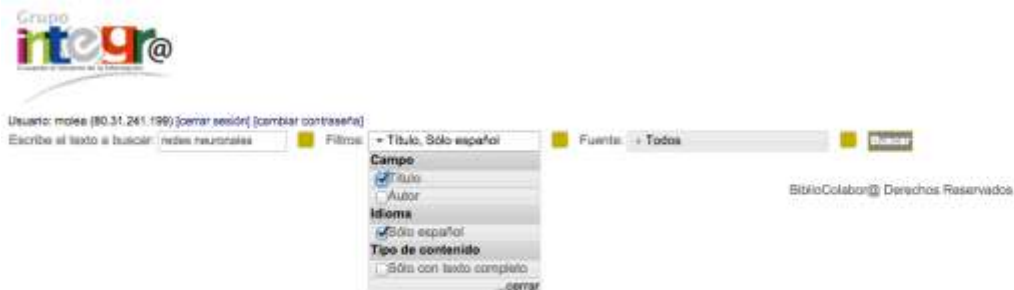 Grupo
integr@
Usuario: molea (80.31.241.199) [cerrar sesión] [cambiar contraseña]
Escribe el texto a buscar: redes neuronales Filtros: Título, Sólo español Fuente: Todos
Campo
Título
Autor
Idioma
Sólo español
Tipo de contenido
Sólo con texto completo
...cerrar
BiblioColabor@ Derechos Reservados